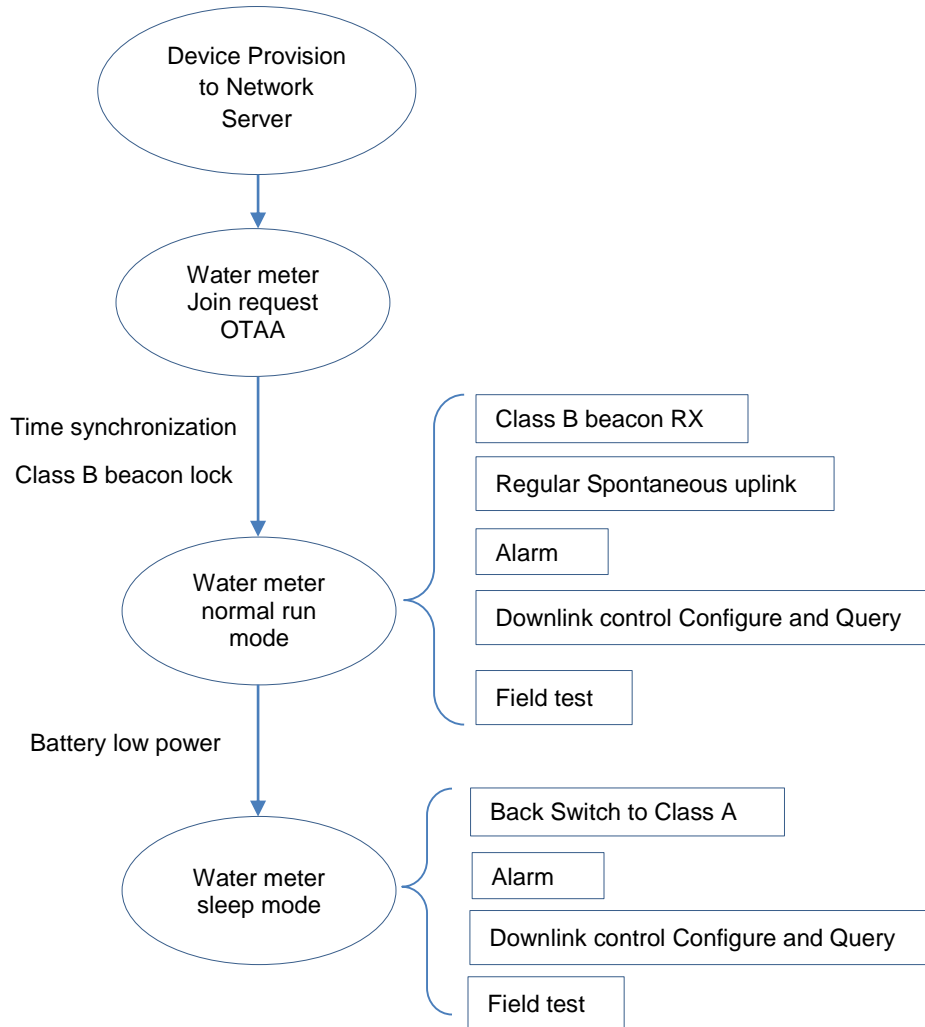 Device Provision
to Network
Server
Water meter
Join request
OTAA
Time synchronization
Class B beacon lock
Class B beacon RX
Regular Spontaneous uplink
Alarm
Downlink control Configure and Query
Field test
Water meter
normal run
mode
Battery low power
Back Switch to Class A
Alarm
Downlink control Configure and Query
Field test
Water meter
sleep mode